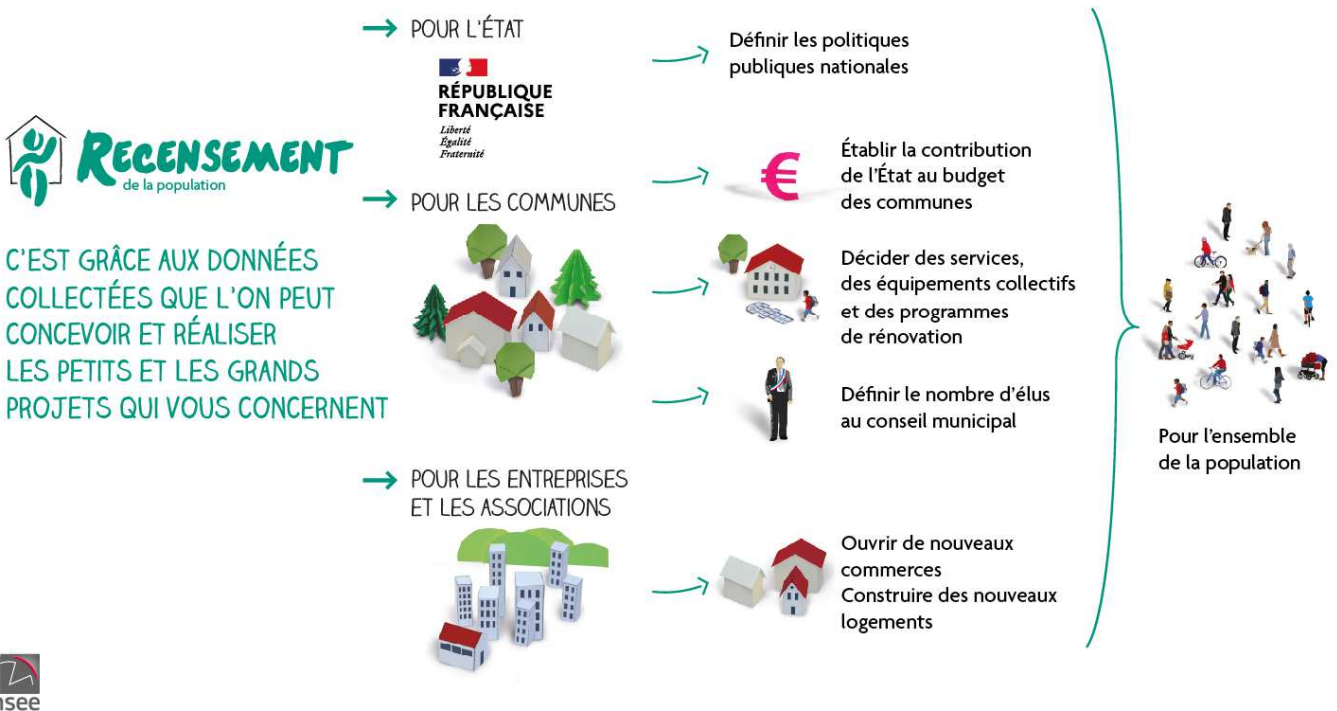 RECENSEMENT
de la population
C'EST GRÂCE AUX DONNÉES
COLLECTÉES QUE L'ON PEUT
CONCEVOIR ET RÉALISER
LES PETITS ET LES GRANDS
PROJETS QUI VOUS CONCERNENT
POUR L'ÉTAT
RÉPUBLIQUE
FRANÇAISE
Liberté
Égalité
Fraternité
Définir les politiques
publiques nationales
POUR LES COMMUNES
€
Établir la contribution
de l'État au budget
des communes
Décider des services,
des équipements collectifs
et des programmes
de rénovation
Définir le nombre d'élus
au conseil municipal
POUR LES ENTREPRISES
ET LES ASSOCIATIONS
Ouvrir de nouveaux
commerces
Construire des nouveaux
logements
Pour l'ensemble
de la population
nsee